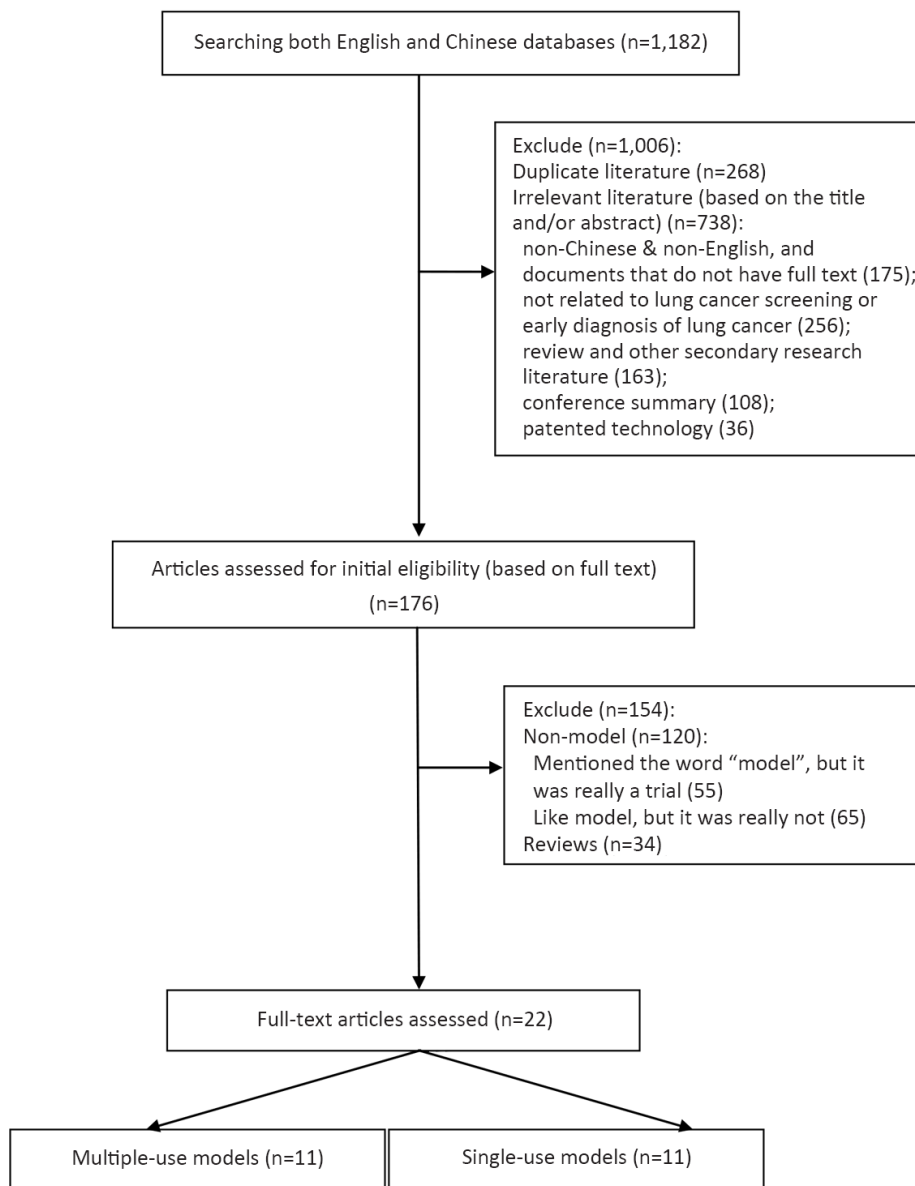 Searching both English and Chinese databases (n=1,182)
Exclude (n=1,006):
Duplicate literature (n=268)
Irrelevant literature (based on the title
and/or abstract) (n=738):
non-Chinese & non-English, and
documents that do not have full text (175);
not related to lung cancer screening or
early diagnosis of lung cancer (256);
review and other secondary research
literature (163);
conference summary (108);
patented technology (36)
Articles assessed for initial eligibility (based on full text)
(n=176)
Exclude (n=154):
Non-model (n=120):
Mentioned the word “model”, but it
was really a trial (55)
Like model, but it was really not (65)
Reviews (n=34)
Full-text articles assessed (n=22)
Multiple-use models (n=11)
Single-use models (n=11)